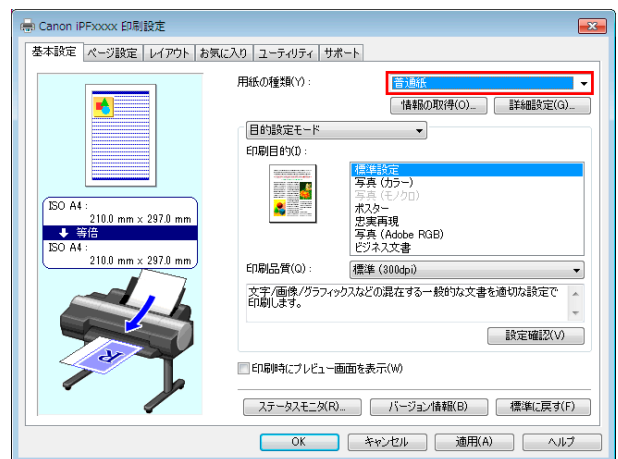 Canon iPFxxxx 印刷設定
基本設定 ページ設定 レイアウト お気に入り ユーティリティ サポート
用紙の種類(Y):
普通紙
情報の取得(O)... 詳細設定(G)...
目的設定モード
印刷目的(I):
標準設定
写真 (カラー)
写真 (モノクロ)
ポスター
忠実再現
写真 (Adobe RGB)
ビジネス文書
ISO A4 :
210.0 mm x 297.0 mm
等倍
ISO A4 :
210.0 mm x 297.0 mm
印刷品質(Q):
標準 (300dpi)
文字/画像/グラフィックスなどの混在する一般的な文書を適切な設定で
印刷します。
設定確認(V)
印刷時にプレビュー画面を表示(W)
ステータスモニタ(R)... バージョン情報(B) 標準に戻す(F)
OK キャンセル 適用(A) ヘルプ